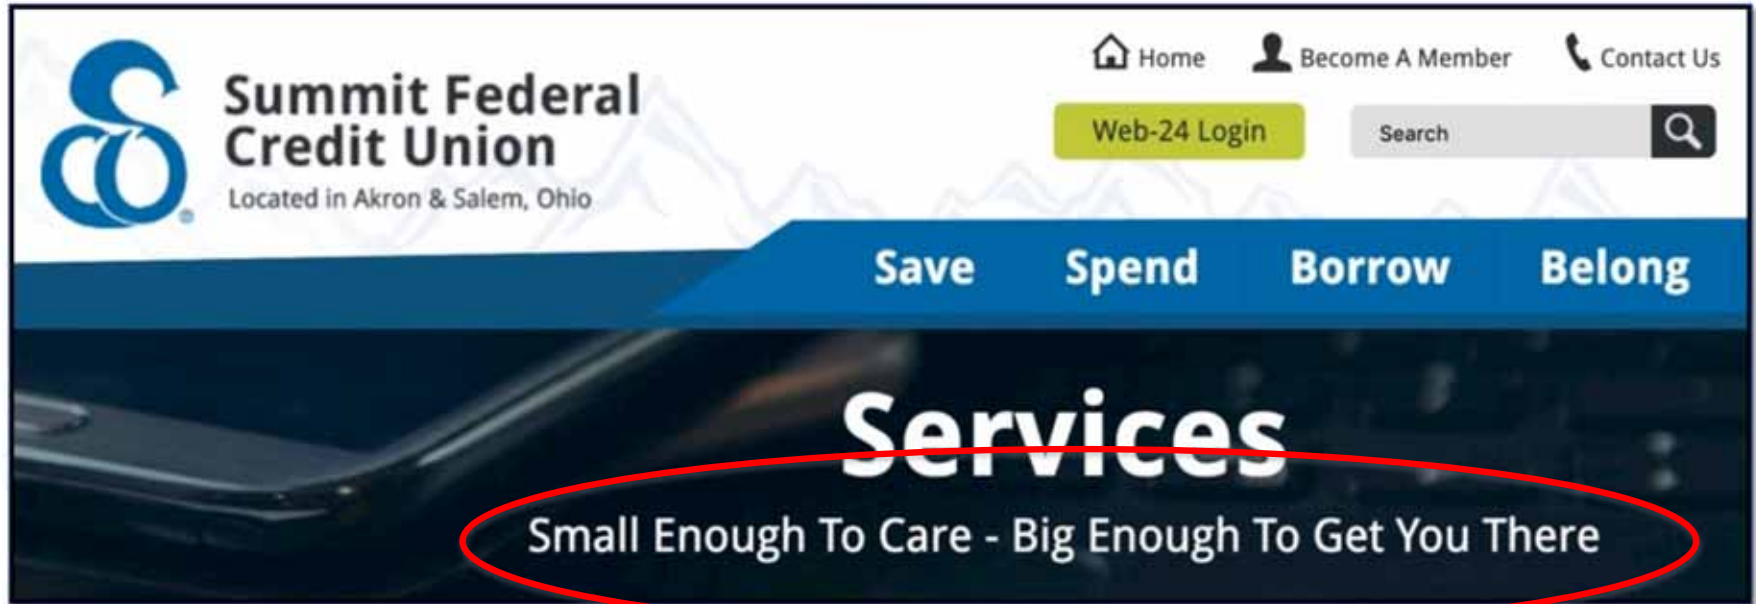 Summit Federal
Credit Union
Located in Akron & Salem, Ohio
®
Home
Become A Member
Contact Us
Web-24 Login
Search
Save
Spend
Borrow
Belong
Services
Small Enough To Care - Big Enough To Get You There